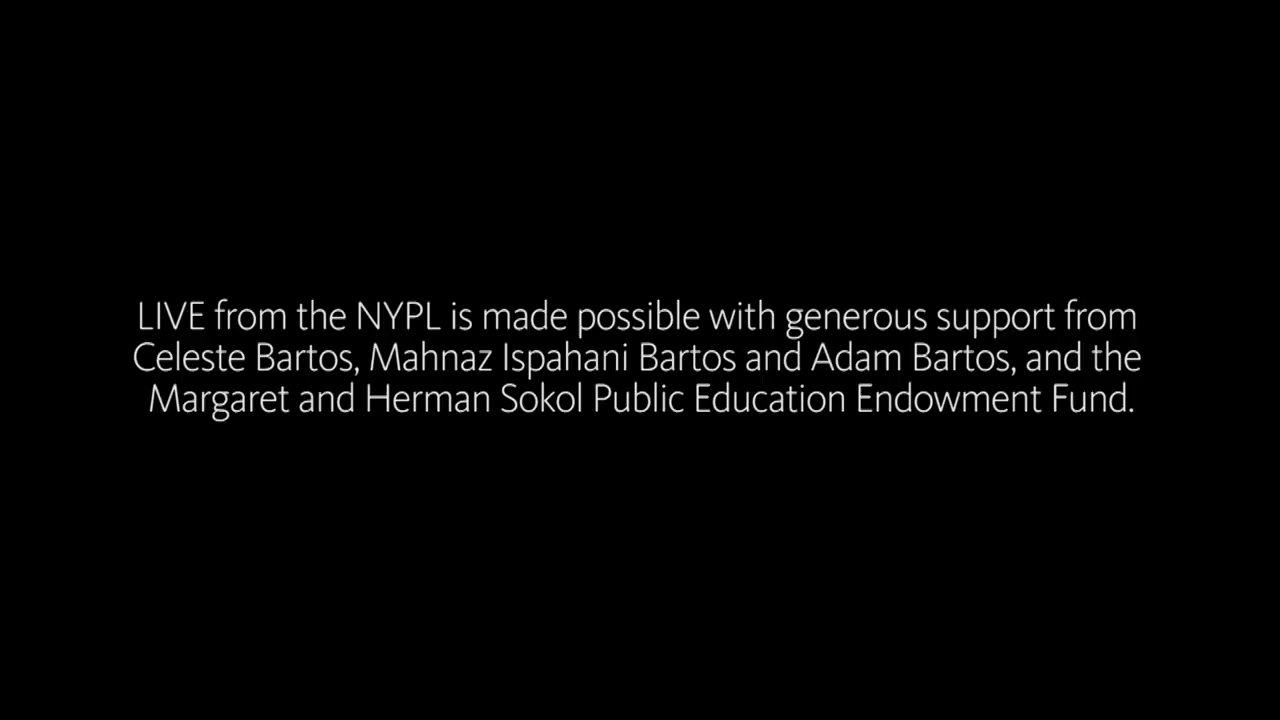 LIVE from the NYPL is made possible with generous support from
Celeste Bartos, Mahnaz Ispahani Bartos and Adam Bartos, and the
Margaret and Herman Sokol Public Education Endowment Fund.